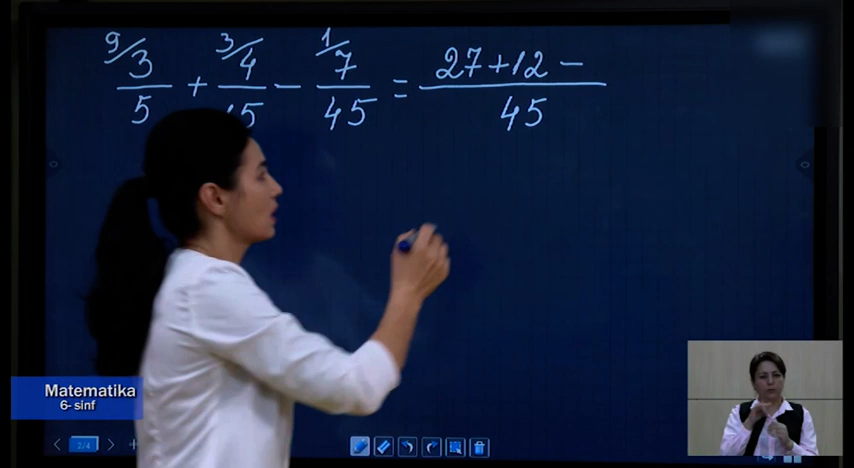 9/ 3/5 + 3/ 4/15 - 1/ 7/45 = 27+12-/45
Matematika
6- sinf
2/4